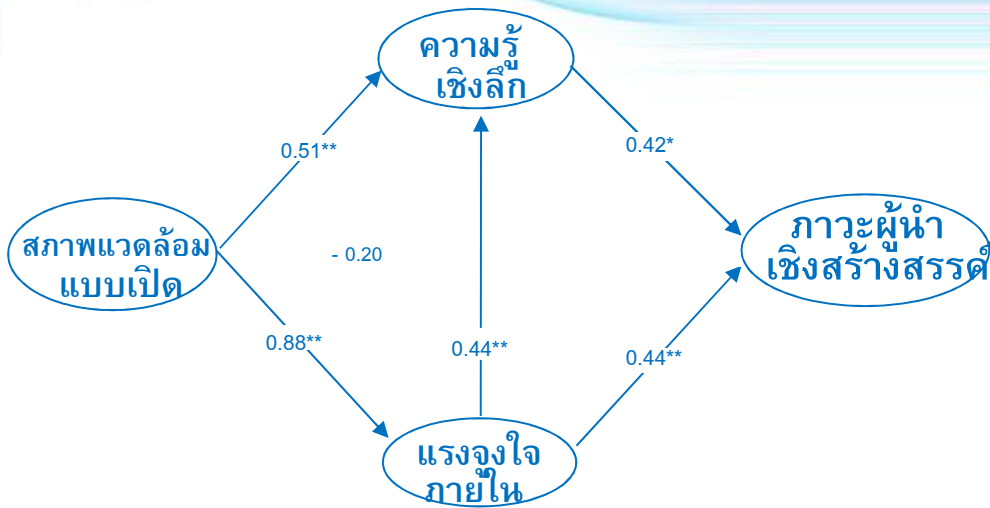 ความรู้
เชิงลึก
0.51**
0.42*
สภาพแวดล้อม
แบบเปิด
- 0.20
ภาวะผู้นำ
เชิงสร้างสรรค์
0.88**
0.44**
0.44**
แรงจูงใจ
ภายใน